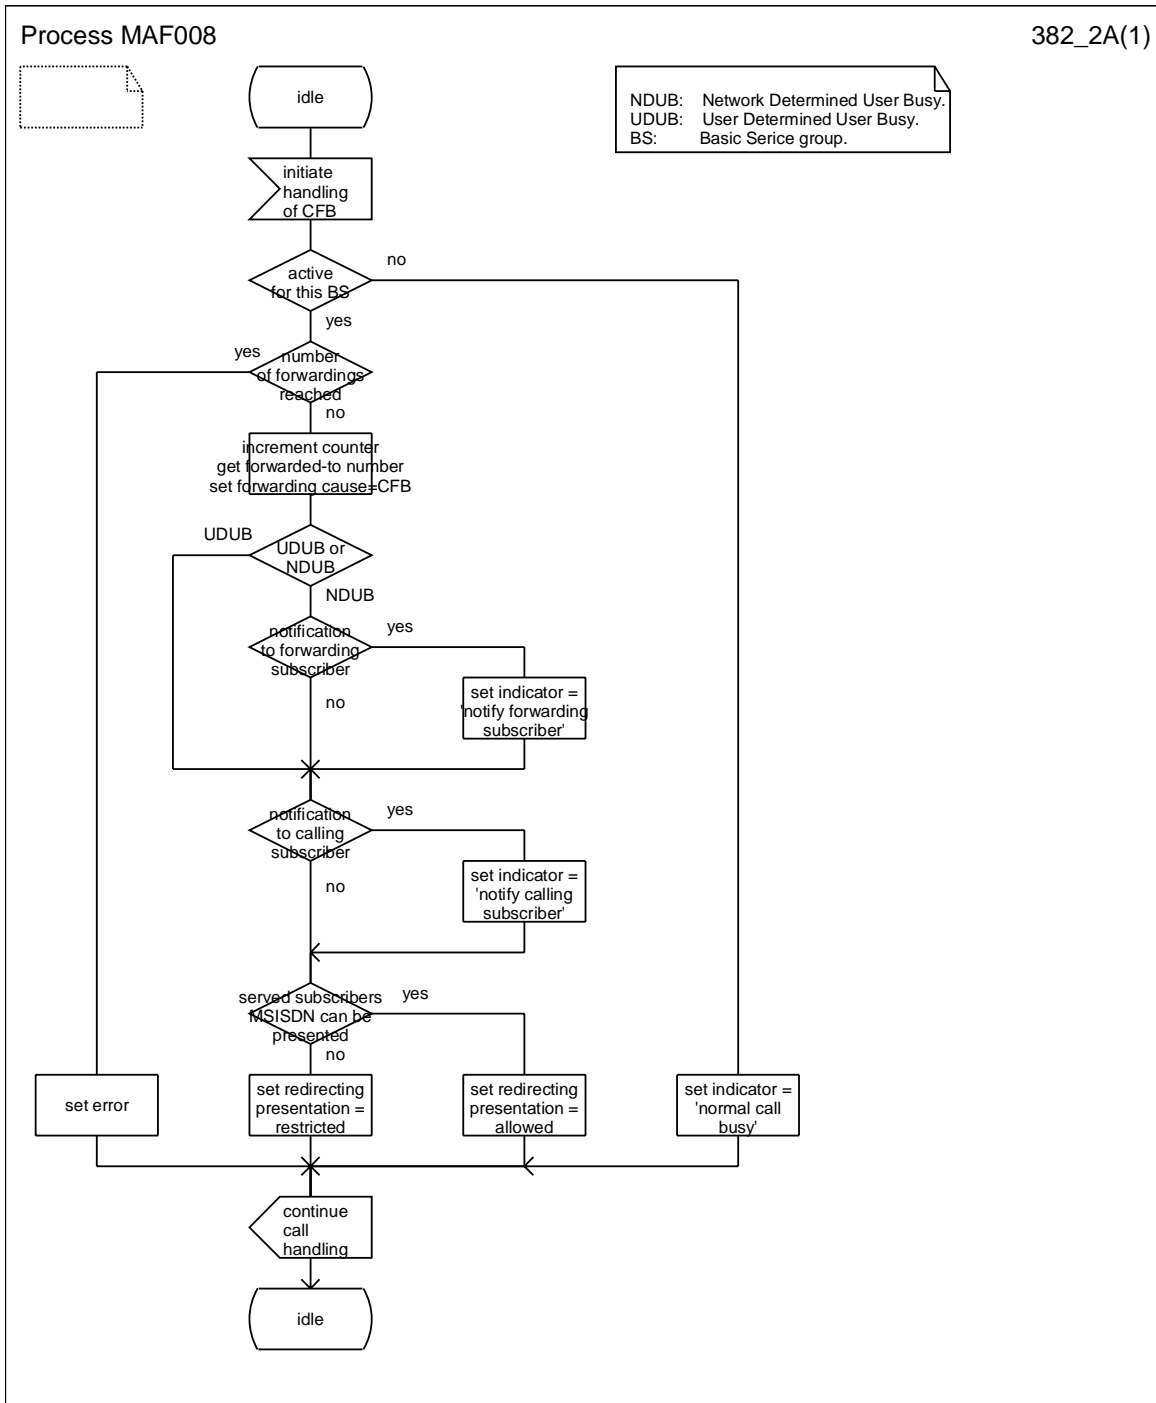 Process MAF008
382_2A(1)
idle
NDUB: Network Determined User Busy.
UDUB: User Determined User Busy.
BS: Basic Serice group.
initiate
handling
of CFB
active
for this BS
no
yes
number
of forwardings
reached
yes
no
increment counter
get forwarded-to number
set forwarding cause=CFB
UDUB or
NDUB
UDUB
NDUB
notification
to forwarding
subscriber
yes
no
set indicator =
'notify forwarding
subscriber'
notification
to calling
subscriber
yes
no
set indicator =
'notify calling
subscriber'
served subscribers
MSISDN can be
presented
yes
no
set error
set redirecting
presentation =
restricted
set redirecting
presentation =
allowed
set indicator =
'normal call
busy'
continue
call
handling
idle